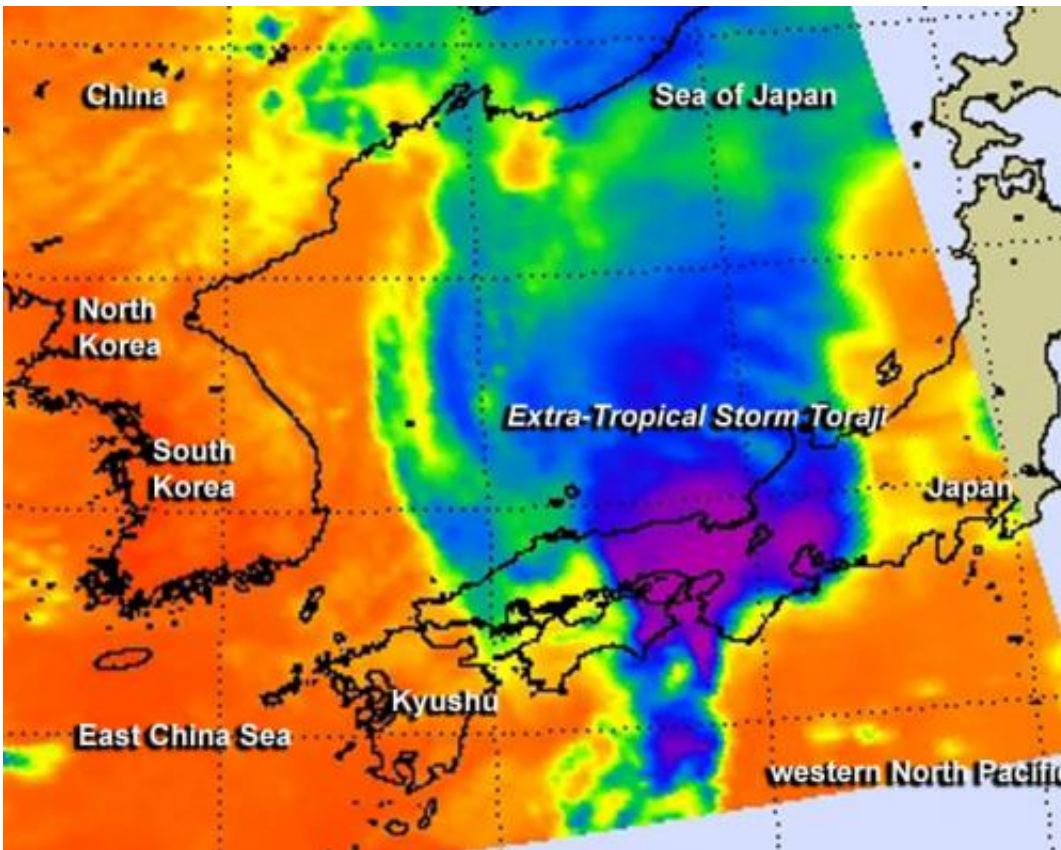 China
Sea of Japan
North
Korea
Extra-Tropical Storm Toraji
South
Korea
Japan
Kyushu
East China Sea
western North Pacific